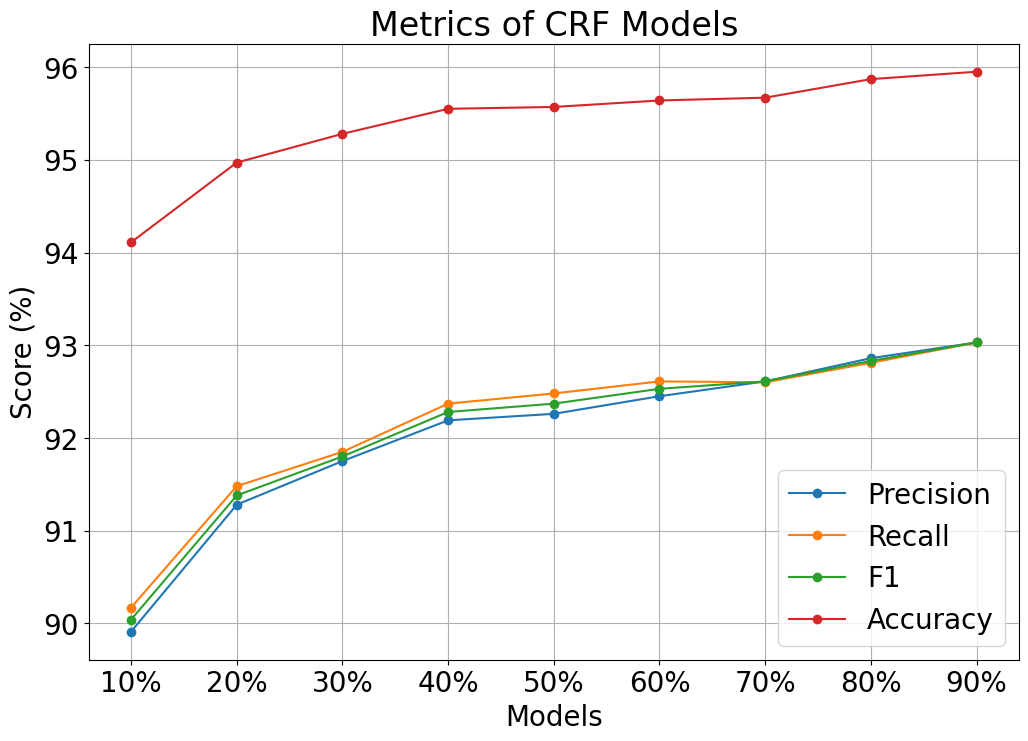 Metrics of CRF Models
Score (%)
96
95
94
93
92
91
90
10% 20% 30% 40% 50% 60% 70% 80% 90%
Models
Precision
Recall
F1
Accuracy